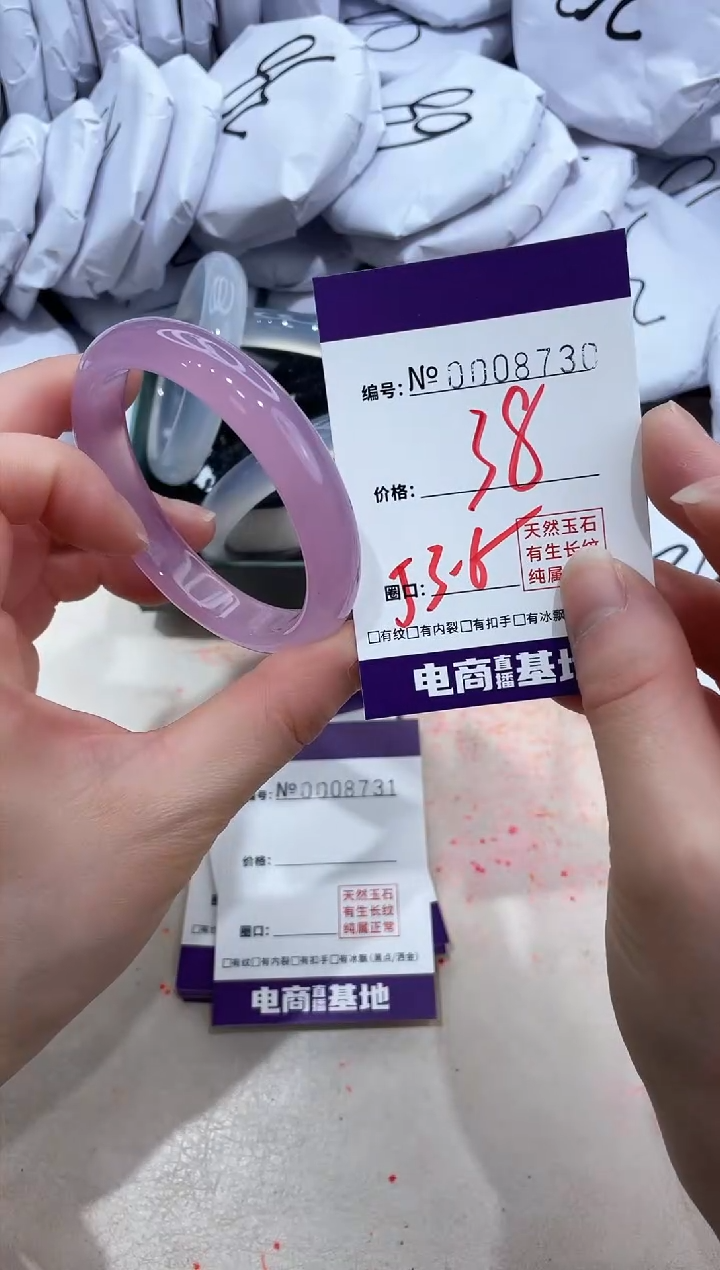 编号：№ 0008730
价格： 38
圈口： 53.6
天然玉石
有生长纹
纯属
□有纹□有内裂□有扣手□有冰飘
电商直播基地
号：№0008731
价格：
圈口：
天然玉石
有生长纹
纯属正常
□有纹□有内裂□有扣手□有冰飘(黑点/洒金)
电商直播基地